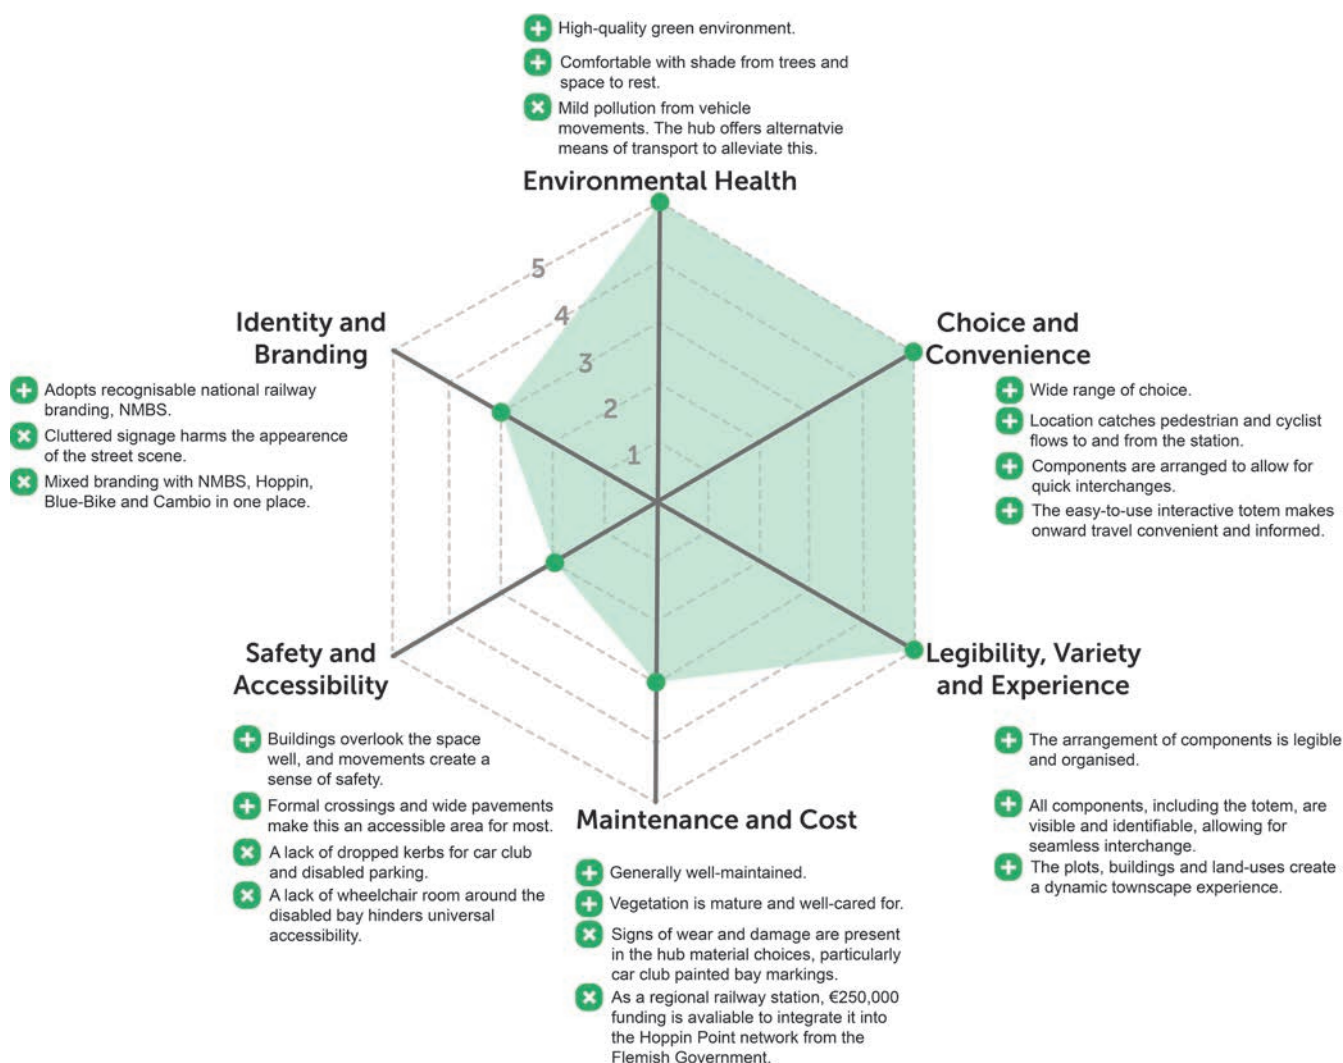 High-quality green environment.
Comfortable with shade from trees and
space to rest.
Mild pollution from vehicle
movements. The hub offers alternatvie
means of transport to alleviate this.
Environmental Health
5
4
3
2
1
Identity and
Branding
Adopts recognisable national railway
branding, NMBS.
Cluttered signage harms the appearence
of the street scene.
Mixed branding with NMBS, Hoppin,
Blue-Bike and Cambio in one place.
Choice and
Convenience
Wide range of choice.
Location catches pedestrian and cyclist
flows to and from the station.
Components are arranged to allow for
quick interchanges.
The easy-to-use interactive totem makes
onward travel convenient and informed.
Safety and
Accessibility
Buildings overlook the space
well, and movements create a
sense of safety.
Formal crossings and wide pavements
make this an accessible area for most.
A lack of dropped kerbs for car club
and disabled parking.
A lack of wheelchair room around the
disabled bay hinders universal
accessibility.
Maintenance and Cost
Generally well-maintained.
Vegetation is mature and well-cared for.
Signs of wear and damage are present
in the hub material choices, particularly
car club painted bay markings.
As a regional railway station, €250,000
funding is avaliable to integrate it into
the Hoppin Point network from the
Flemish Government.
Legibility, Variety
and Experience
The arrangement of components is legible
and organised.
All components, including the totem, are
visible and identifiable, allowing for
seamless interchange.
The plots, buildings and land-uses create
a dynamic townscape experience.